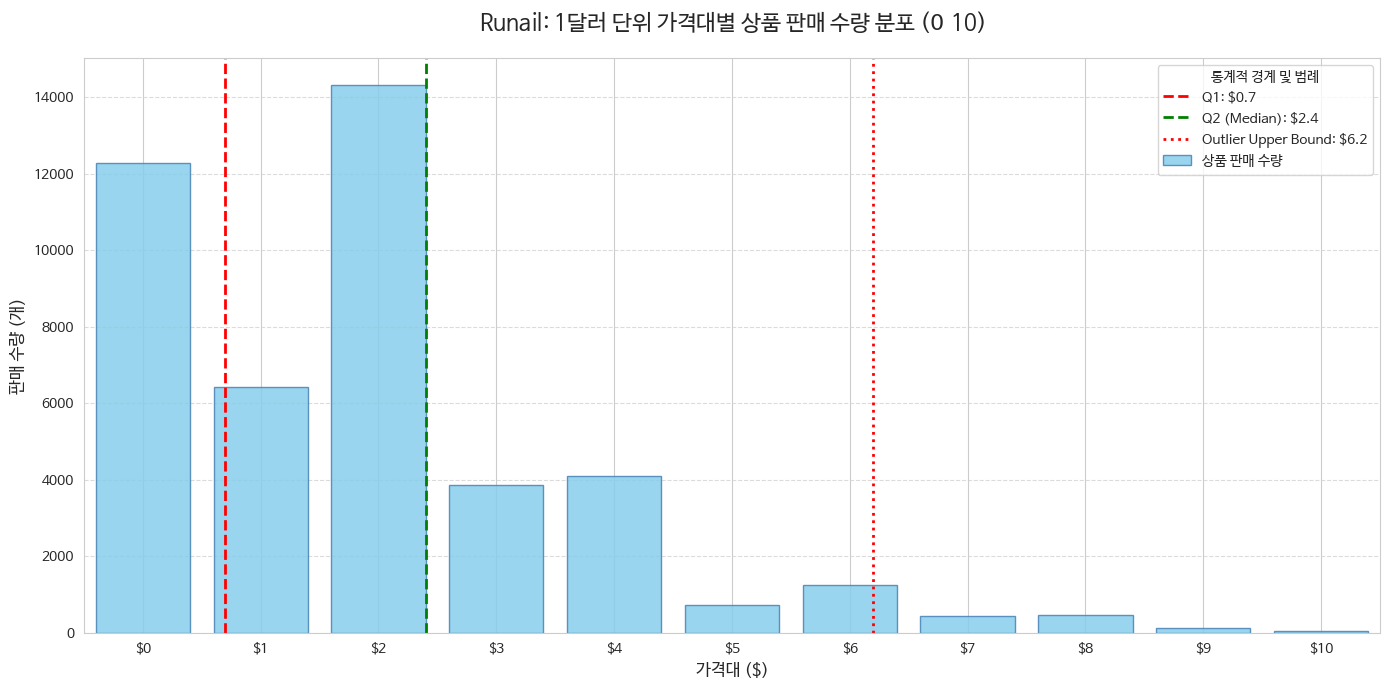 Runail: 1달러 단위 가격대별 상품 판매 수량 분포 (0 10)
통계적 경계 및 범례
Q1: $0.7
Q2 (Median): $2.4
Outlier Upper Bound: $6.2
상품 판매 수량
판매 수량 (개)
14000
12000
10000
8000
6000
4000
2000
0
$0 $1 $2 $3 $4 $5 $6 $7 $8 $9 $10
가격대 ($)